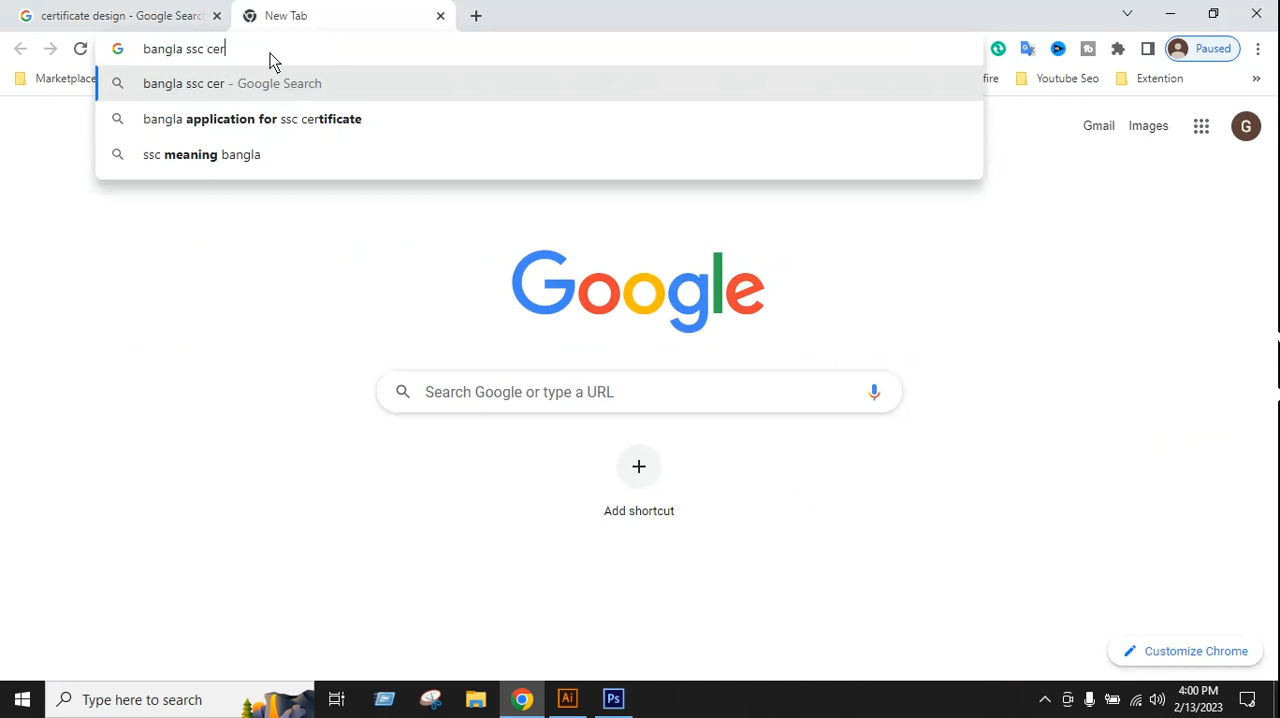 certificate design - Google Searc
New Tab
bangla ssc cer
Paused
bangla ssc cer - Google Search
bangla application for ssc certificate
ssc meaning bangla
Marketplace
fire
Youtube Seo
Extention
»
Gmail
Images
G
Google
Search Google or type a URL
Add shortcut
Customize Chrome
Type here to search
Ai
Ps
4:00 PM
2/13/2023